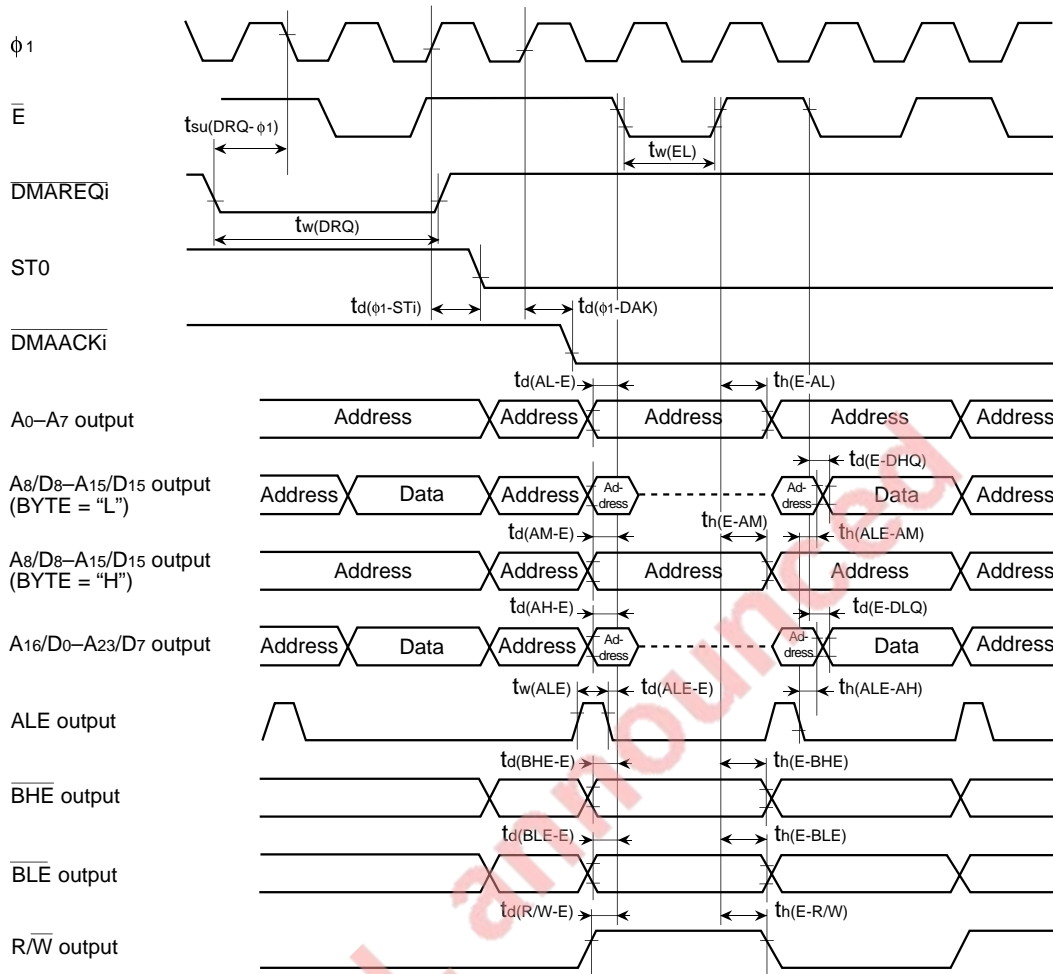 ϕ1
E
tsu(DRQ-ϕ1)
tw(EL)
DMAREQi
tw(DRQ)
ST0
td(ϕ1-STi)
td(ϕ1-DAK)
DMAACKi
td(AL-E)
th(E-AL)
A0–A7 output
Address Address Address Address Address
td(E-DHQ)
A8/D8–A15/D15 output
(BYTE = “L”)
Address Data Address Ad-
dress
Ad-
dress
Data Address
td(AM-E)
th(E-AM)
th(ALE-AM)
A8/D8–A15/D15 output
(BYTE = “H”)
Address Address Address Address Address
td(AH-E)
td(E-DLQ)
A16/D0–A23/D7 output
Address Data Address Ad-
dress
Ad-
dress
Data Address
tw(ALE)
td(ALE-E)
th(ALE-AH)
ALE output
td(BHE-E)
th(E-BHE)
BHE output
td(BLE-E)
th(E-BLE)
BLE output
td(R/W-E)
th(E-R/W)
R/W output
announced